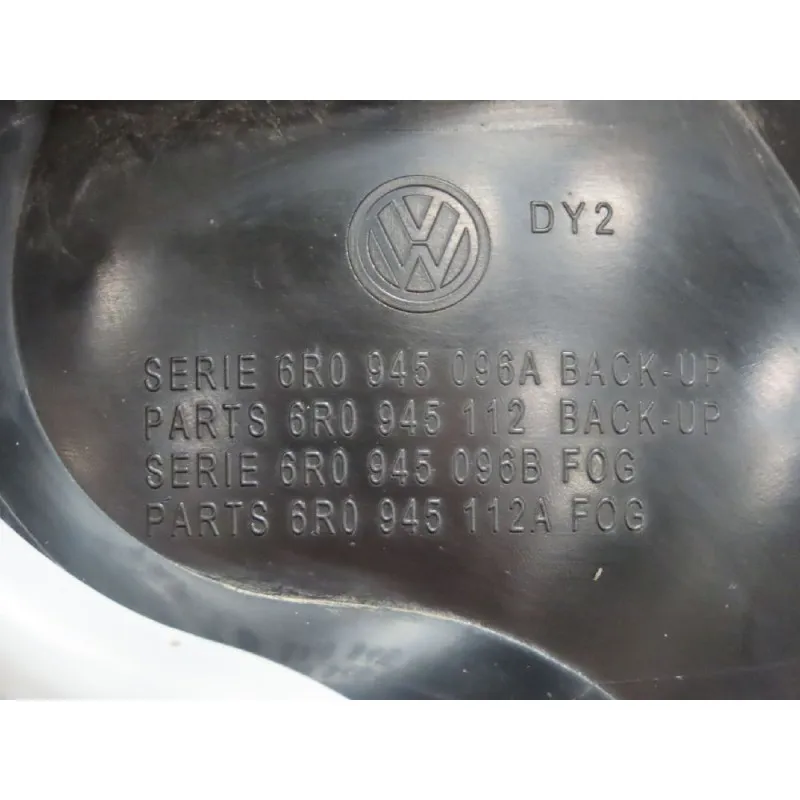 DY2
SERIE 6R0 945 096A BACK-UP
PARTS 6R0 945 112 BACK-UP
SERIE 6R0 945 096B FOG
PARTS 6R0 945 112A FOG